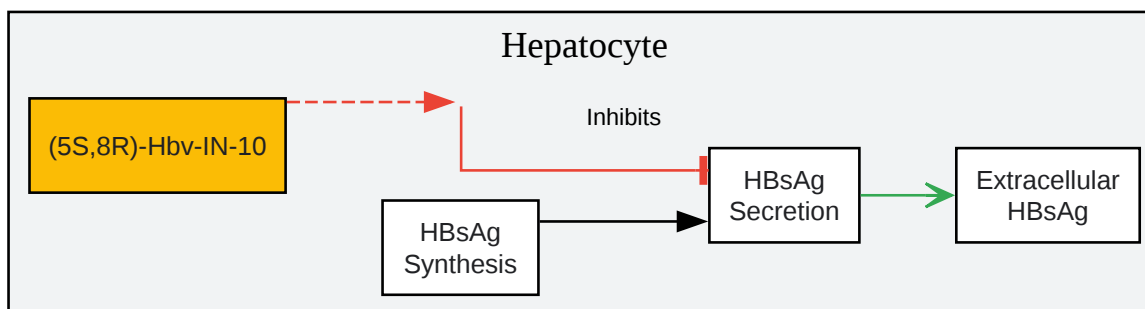 Hepatocyte
(5S,8R)-Hbv-IN-10
Inhibits
HBsAg
Secretion
Extracellular
HBsAg
HBsAg
Synthesis